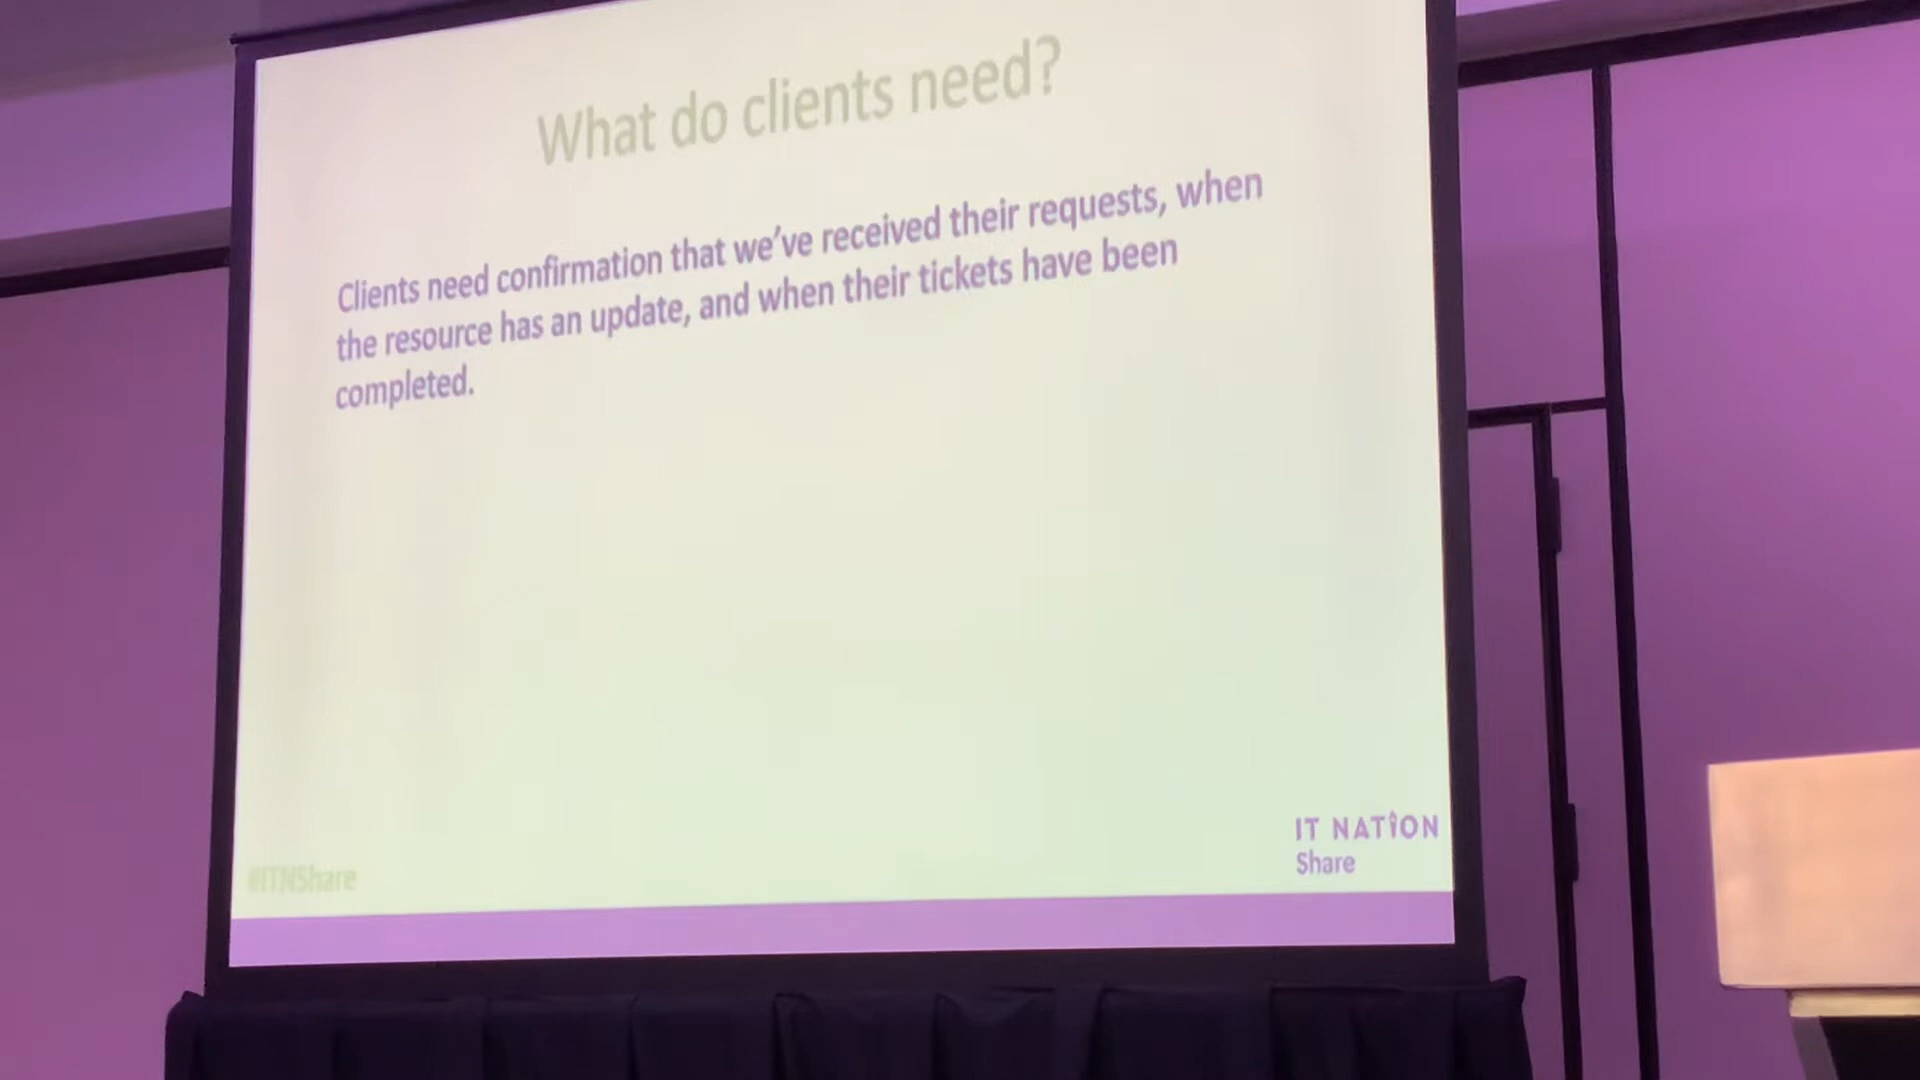 What do clients need?
Clients need confirmation that we've received their requests, when
the resource has an update, and when their tickets have been
completed.
#ITNShare
IT NATION
Share